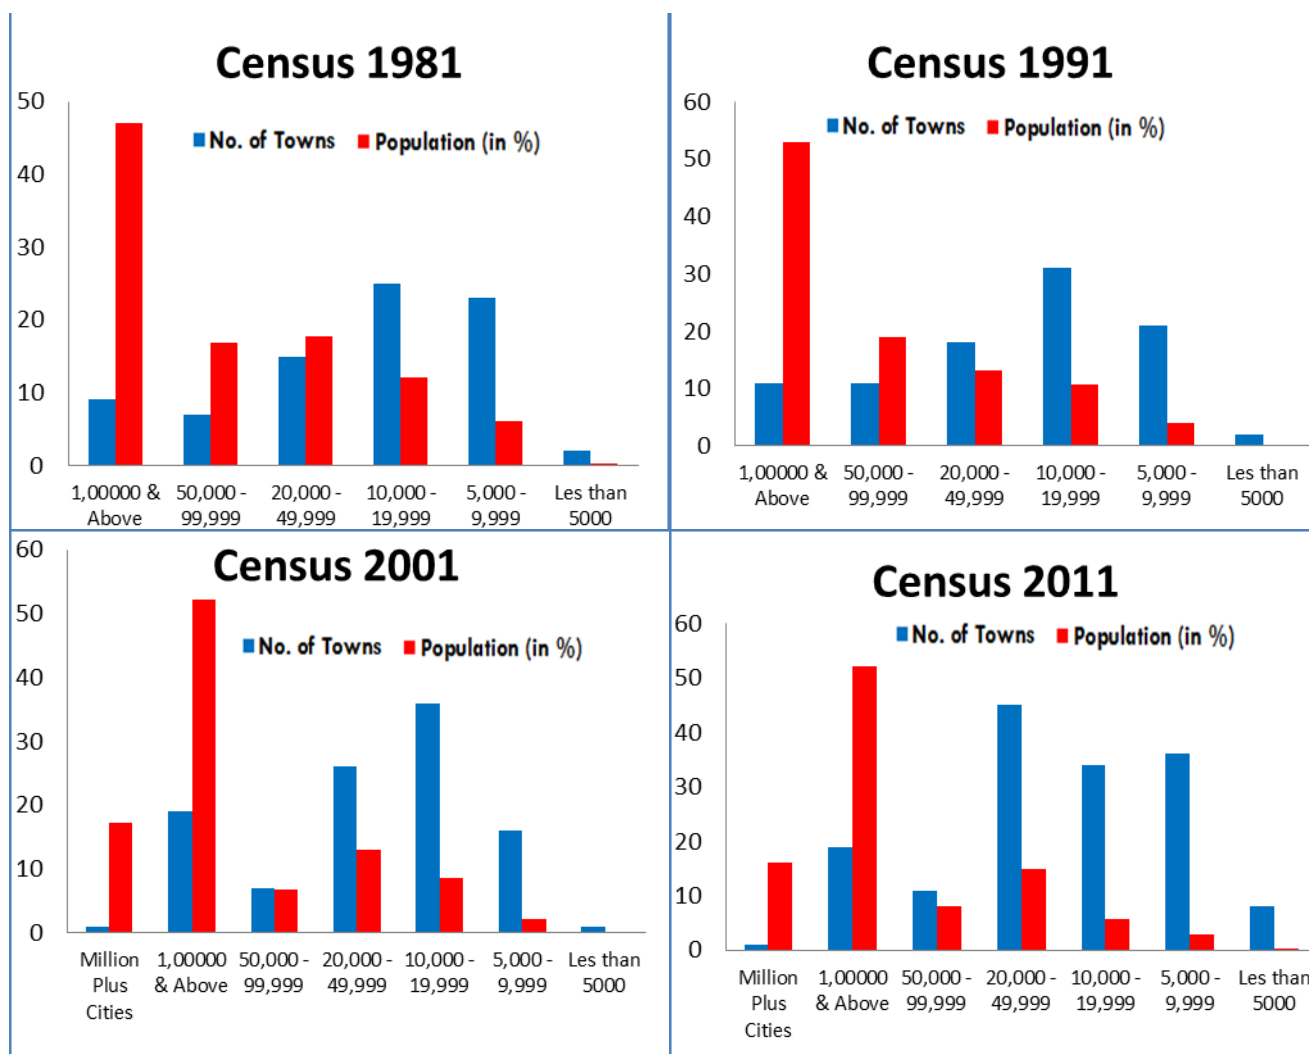 Census 1981
50
40
30
20
10
0
No. of Towns Population (in %)
1,00000 & Above
50,000 - 99,999
20,000 - 49,999
10,000 - 19,999
5,000 - 9,999
Les than 5000
Census 1991
60
50
40
30
20
10
0
No. of Towns Population (in %)
1,00000 & Above
50,000 - 99,999
20,000 - 49,999
10,000 - 19,999
5,000 - 9,999
Les than 5000
Census 2001
60
50
40
30
20
10
0
No. of Towns Population (in %)
Million Plus Cities
1,00000 & Above
50,000 - 99,999
20,000 - 49,999
10,000 - 19,999
5,000 - 9,999
Les than 5000
Census 2011
60
50
40
30
20
10
0
No. of Towns Population (in %)
Million Plus Cities
1,00000 & Above
50,000 - 99,999
20,000 - 49,999
10,000 - 19,999
5,000 - 9,999
Les than 5000